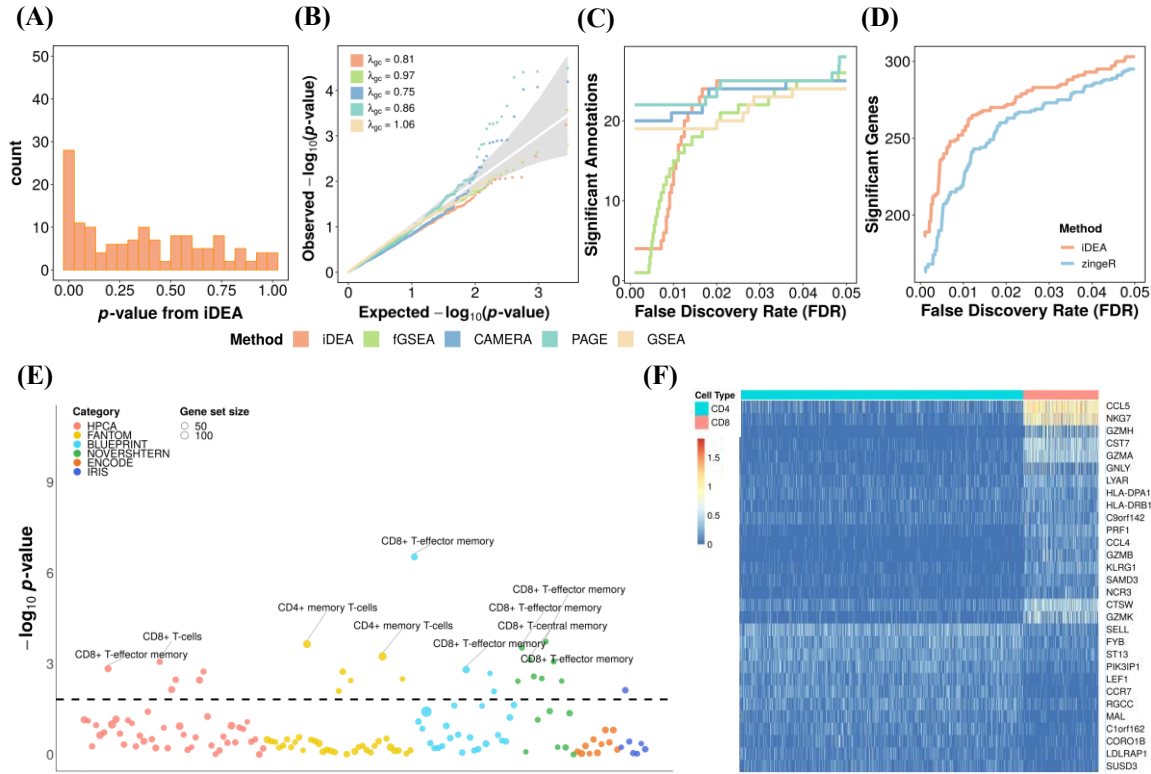 (A)
50
40
30
20
10
0
count
0.00 0.25 0.50 0.75 1.00
p-value from iDEA
(B)
λgc = 0.81
λgc = 0.97
λgc = 0.75
λgc = 0.86
λgc = 1.06
4
3
2
1
0
Observed −log10(p-value)
0 1 2 3
Expected −log10(p-value)
(C)
20
10
0
Significant Annotations
0.00 0.01 0.02 0.03 0.04 0.05
False Discovery Rate (FDR)
(D)
300
200
Significant Genes
Method
iDEA
zingeR
0.00 0.01 0.02 0.03 0.04 0.05
False Discovery Rate (FDR)
Method iDEA fGSEA CAMERA PAGE GSEA
(E)
Category
HPCA
FANTOM
BLUEPRINT
NOVERSHTERN
ENCODE
IRIS
Gene set size
50
100
9
6
3
0
−log10 p-value
CD8+ T-effector memory
CD8+ T-effector memory
CD4+ memory T-cells
CD8+ T-effector memory
CD8+ T-cells
CD4+ memory T-cells
CD8+ T-central memory
CD8+ T-effector memory
CD8+ T-effector memory
CD8+ T-effector memory
(F)
Cell Type
CD4
CD8
1.5
1
0.5
0
CCL5
NKG7
GZMH
CST7
GZMA
GNLY
LYAR
HLA-DPA1
HLA-DRB1
C9orf142
PRF1
CCL4
GZMB
KLRG1
SAMD3
NCR3
CTSW
GZMK
SELL
FYB
ST13
PIK3IP1
LEF1
CCR7
RGCC
MAL
C1orf162
CORO1B
LDLRAP1
SUSD3